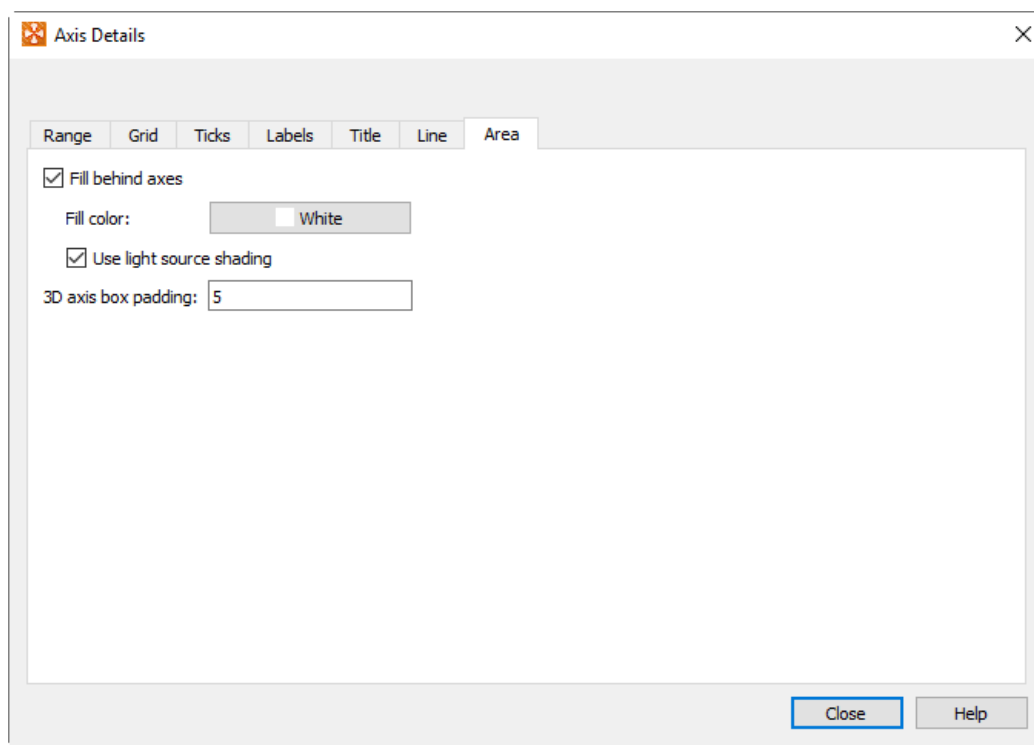 Axis Details
Range Grid Ticks Labels Title Line Area
Fill behind axes
Fill color: White
Use light source shading
3D axis box padding: 5
Close Help